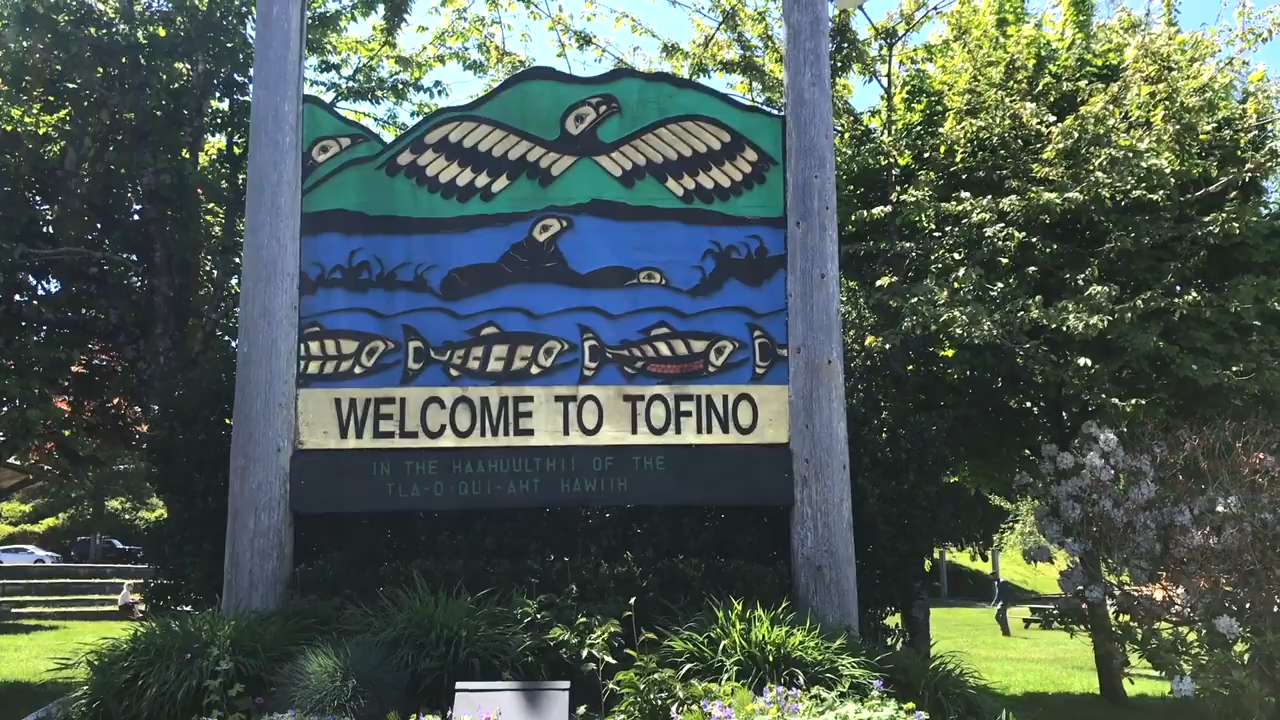 WELCOME TO TOFINO
IN THE HAAHUULTHII OF THE
TLA-O-QUI-AHT HAWIIH